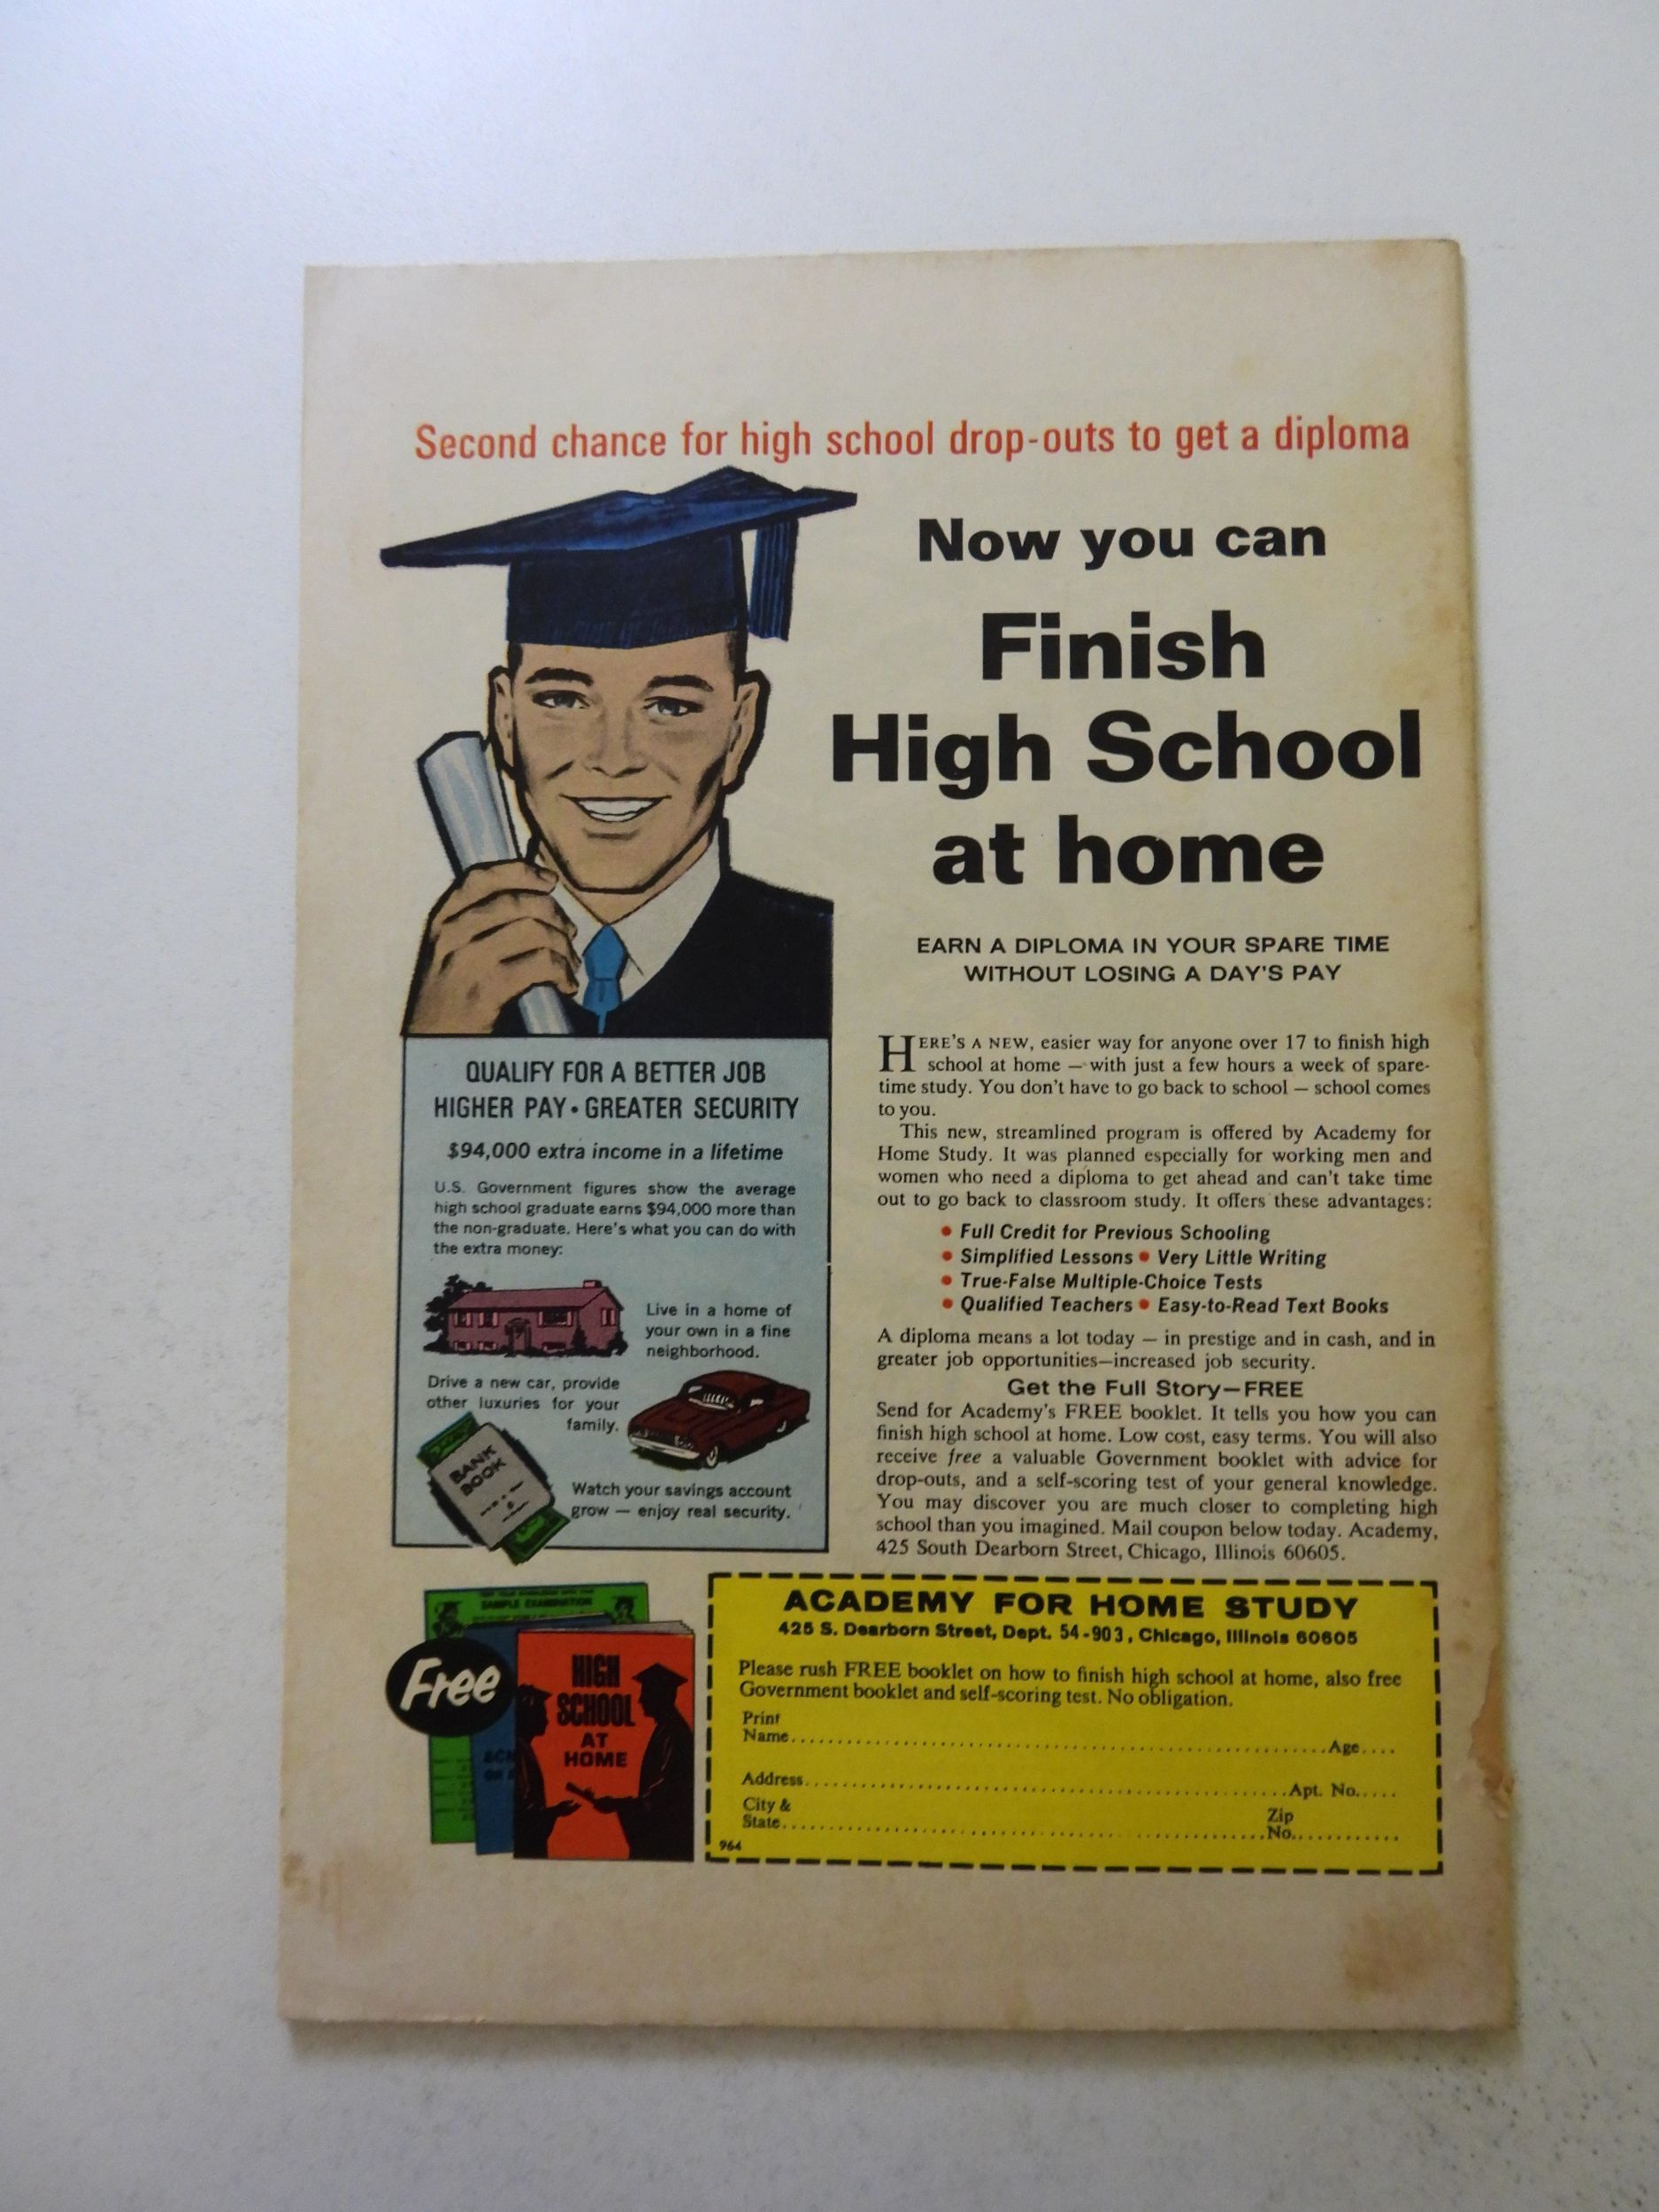 Second chance for high school drop-outs to get a diploma
Now you can
Finish
High School
at home
EARN A DIPLOMA IN YOUR SPARE TIME
WITHOUT LOSING A DAY'S PAY
QUALIFY FOR A BETTER JOB
HIGHER PAY • GREATER SECURITY
$94,000 extra income in a lifetime
U.S. Government figures show the average
high school graduate earns $94,000 more than
the non-graduate. Here's what you can do with
the extra money:
Live in a home of
your own in a fine
neighborhood.
Drive a new car, provide
other luxuries for your
family.
BANK
BOOK
Watch your savings account
grow — enjoy real security.
HERE'S A NEW, easier way for anyone over 17 to finish high
school at home — with just a few hours a week of spare-
time study. You don't have to go back to school — school comes
to you.
This new, streamlined program is offered by Academy for
Home Study. It was planned especially for working men and
women who need a diploma to get ahead and can't take time
out to go back to classroom study. It offers these advantages:
• Full Credit for Previous Schooling
• Simplified Lessons • Very Little Writing
• True-False Multiple-Choice Tests
• Qualified Teachers • Easy-to-Read Text Books
A diploma means a lot today — in prestige and in cash, and in
greater job opportunities—increased job security.
Get the Full Story—FREE
Send for Academy's FREE booklet. It tells you how you can
finish high school at home. Low cost, easy terms. You will also
receive free a valuable Government booklet with advice for
drop-outs, and a self-scoring test of your general knowledge.
You may discover you are much closer to completing high
school than you imagined. Mail coupon below today. Academy,
425 South Dearborn Street, Chicago, Illinois 60605.
SAMPLE EXAMINATION
Free
HIGH
SCHOOL
AT
HOME
ACADEMY FOR HOME STUDY
425 S. Dearborn Street, Dept. 54-903, Chicago, Illinois 60605
Please rush FREE booklet on how to finish high school at home, also free
Government booklet and self-scoring test. No obligation.
Print
Name Age
Address Apt. No.
City & Zip
State No.
964